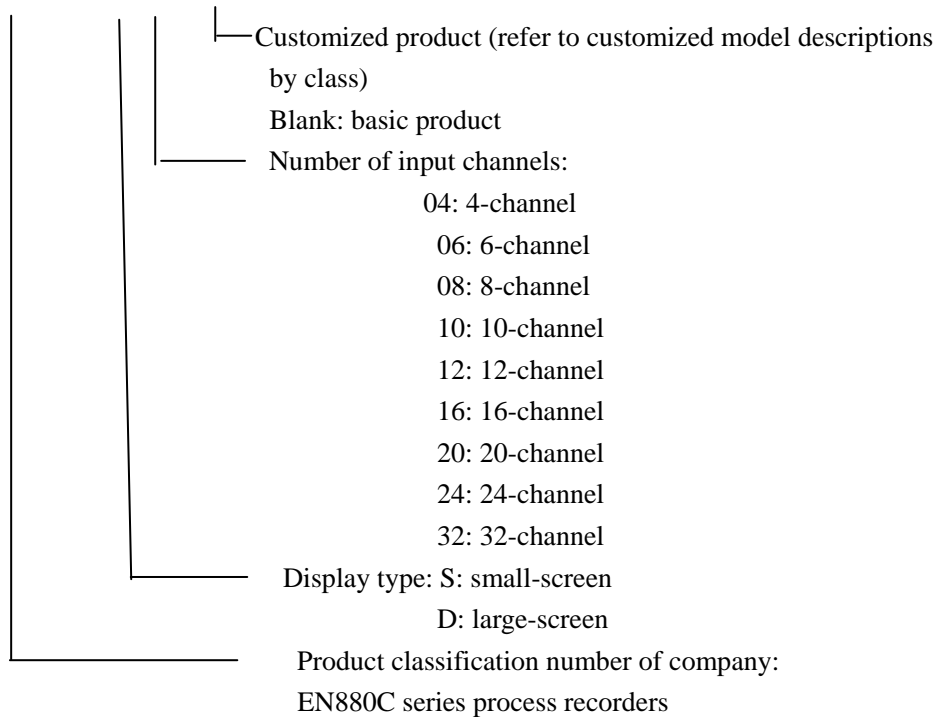 Customized product (refer to customized model descriptions
by class)
Blank: basic product
Number of input channels:
04: 4-channel
06: 6-channel
08: 8-channel
10: 10-channel
12: 12-channel
16: 16-channel
20: 20-channel
24: 24-channel
32: 32-channel
Display type: S: small-screen
D: large-screen
Product classification number of company:
EN880C series process recorders